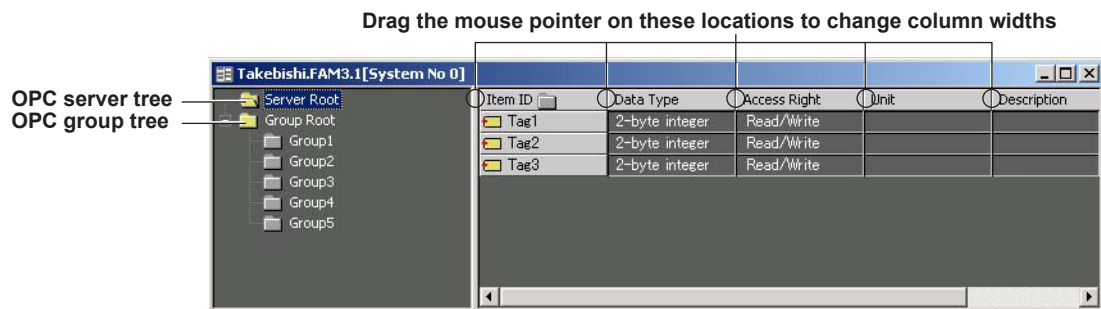 Drag the mouse pointer on these locations to change column widths
Takebishi.FAM3.1[System No 0]
OPC server tree
OPC group tree
Server Root
Group Root
Group1
Group2
Group3
Group4
Group5
Item ID Data Type Access Right Unit Description
Tag1 2-byte integer Read/Write
Tag2 2-byte integer Read/Write
Tag3 2-byte integer Read/Write